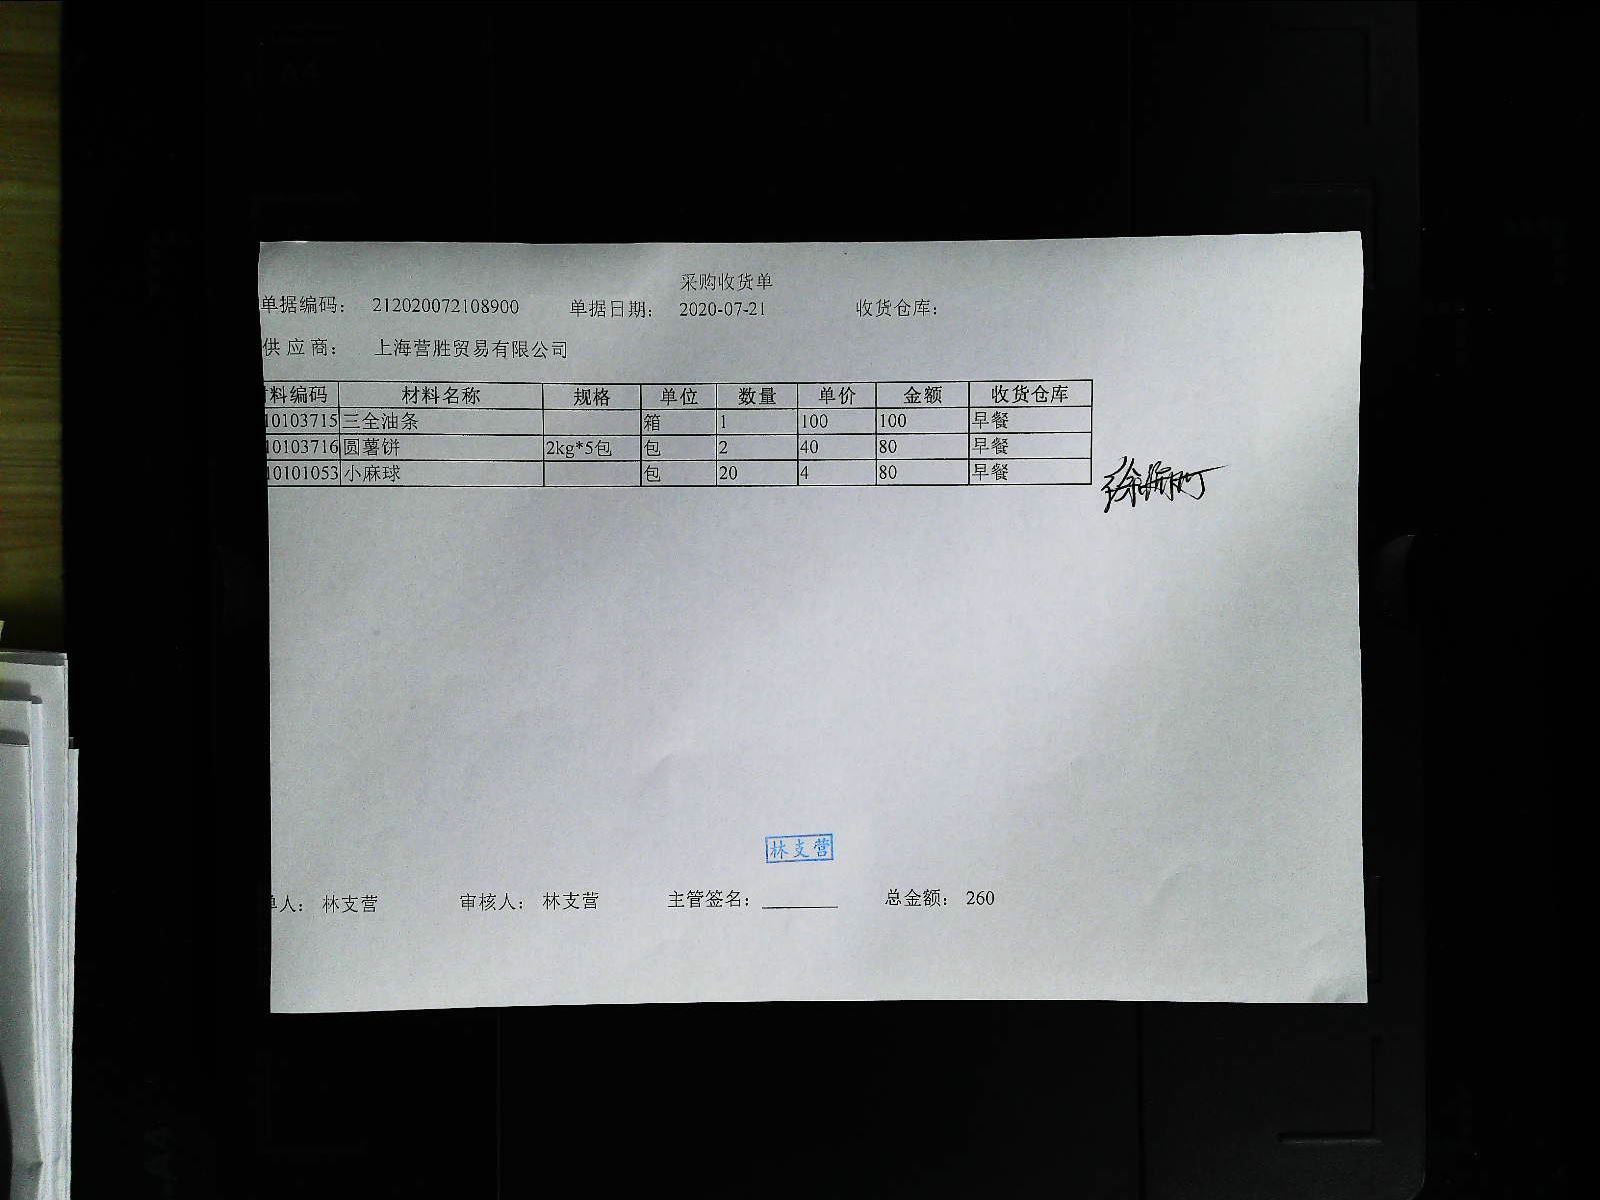 采购收货单
单据编码： 212020072108900 单据日期： 2020-07-21 收货仓库：
供应商： 上海营胜贸易有限公司
料编码 材料名称 规格 单位 数量 单价 金额 收货仓库
10103715 三全油条 箱 1 100 100 早餐
10103716 圆薯饼 2kg*5包 包 2 40 80 早餐
10101053 小麻球 包 20 4 80 早餐
林支营
单人： 林支营 审核人： 林支营 主管签名： 总金额： 260